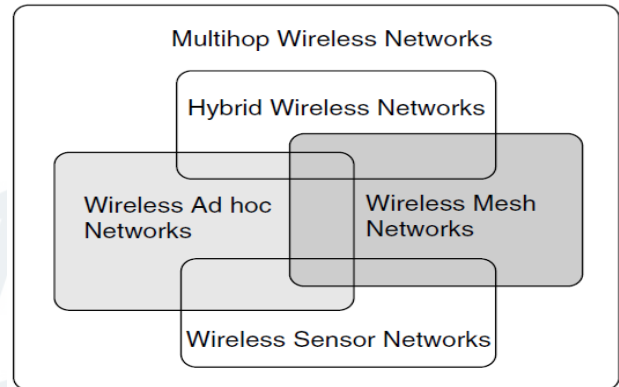 Multihop Wireless Networks
Hybrid Wireless Networks
Wireless Ad hoc
Networks
Wireless Mesh
Networks
Wireless Sensor Networks